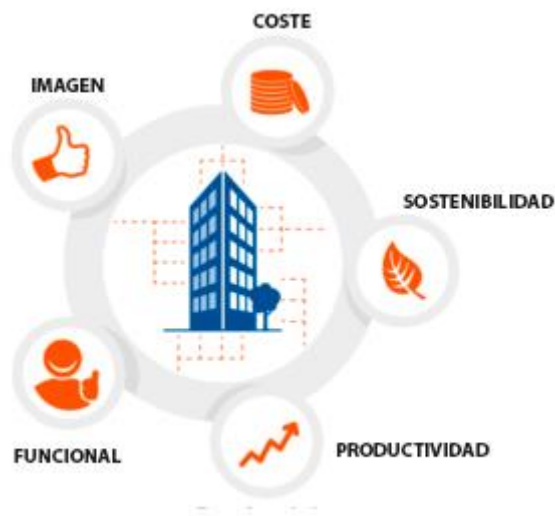 COSTE
IMAGEN
SOSTENIBILIDAD
FUNCIONAL
PRODUCTIVIDAD